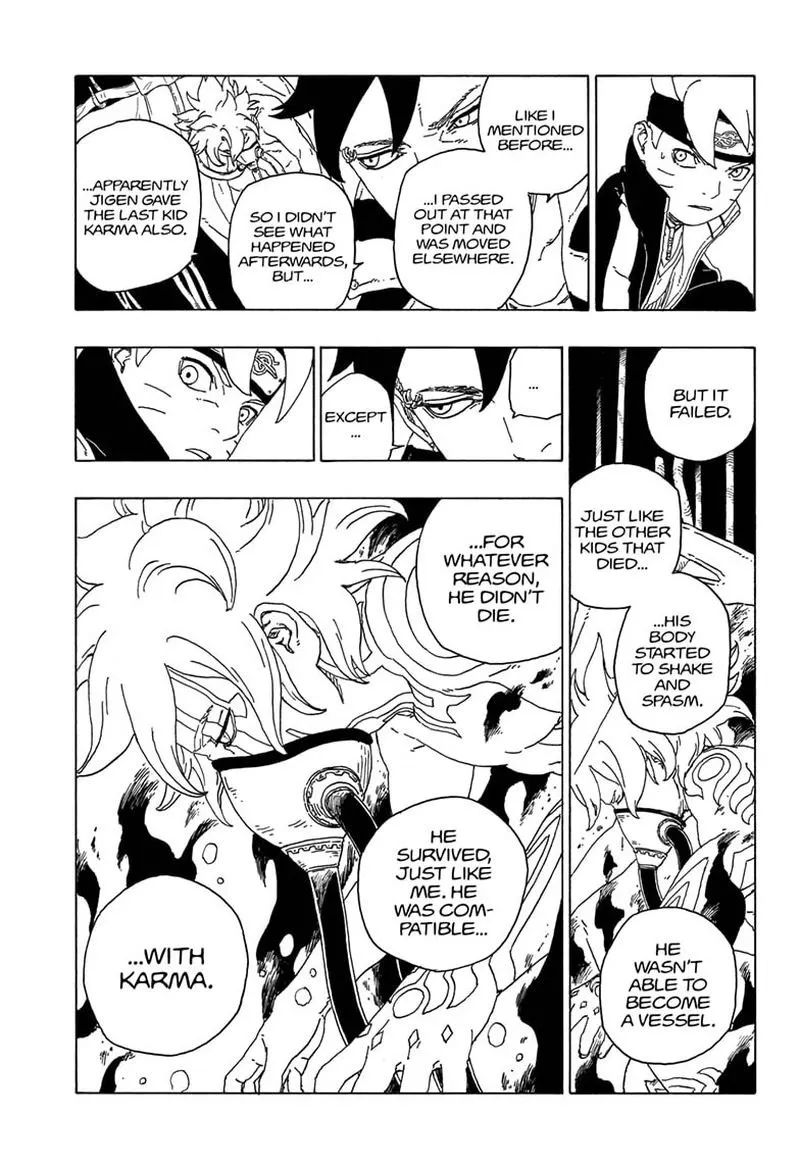 LIKE I
MENTIONED
BEFORE...
...I PASSED
OUT AT THAT
POINT AND
WAS MOVED
ELSEWHERE.
SO I DIDN'T
SEE WHAT
HAPPENED
AFTERWARDS,
BUT...
...APPARENTLY
JIGEN GAVE
THE LAST KID
KARMA ALSO.
BUT IT
FAILED.
JUST LIKE
THE OTHER
KIDS THAT
DIED...
...HIS
BODY
STARTED
TO SHAKE
AND
SPASM.
HE
WASN'T
ABLE TO
BECOME
A VESSEL.
...
EXCEPT
...
...FOR
WHATEVER
REASON,
HE DIDN'T
DIE.
HE
SURVIVED,
JUST LIKE
ME. HE
WAS COM-
PATIBLE...
...WITH
KARMA.